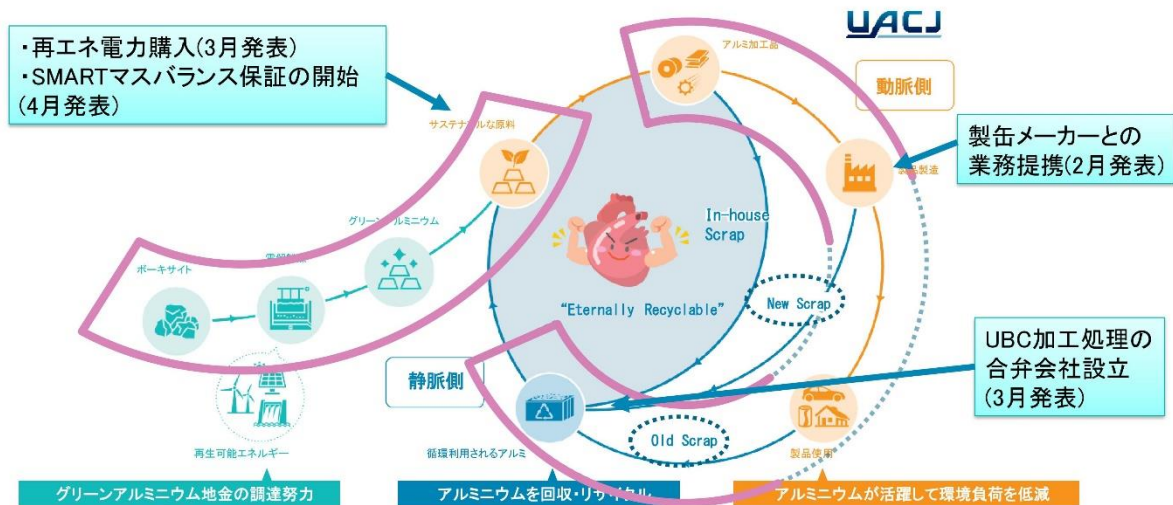 ・再エネ電力購入(3月発表)
・SMARTマスバランス保証の開始
(4月発表)
UACJ
アルミ加工品
動脈側
サステナブルな原料
製缶メーカーとの
業務提携(2月発表)
製品製造
グリーンアルミニウム
In-house
Scrap
ボーキサイト
"Eternally Recyclable"
New Scrap
UBC加工処理の
合弁会社設立
(3月発表)
静脈側
Old Scrap
再生可能エネルギー
循環利用されるアルミ
製品使用
グリーンアルミニウム地金の調達努力
アルミニウムを回収・リサイクル
アルミニウムが活躍して環境負荷を低減